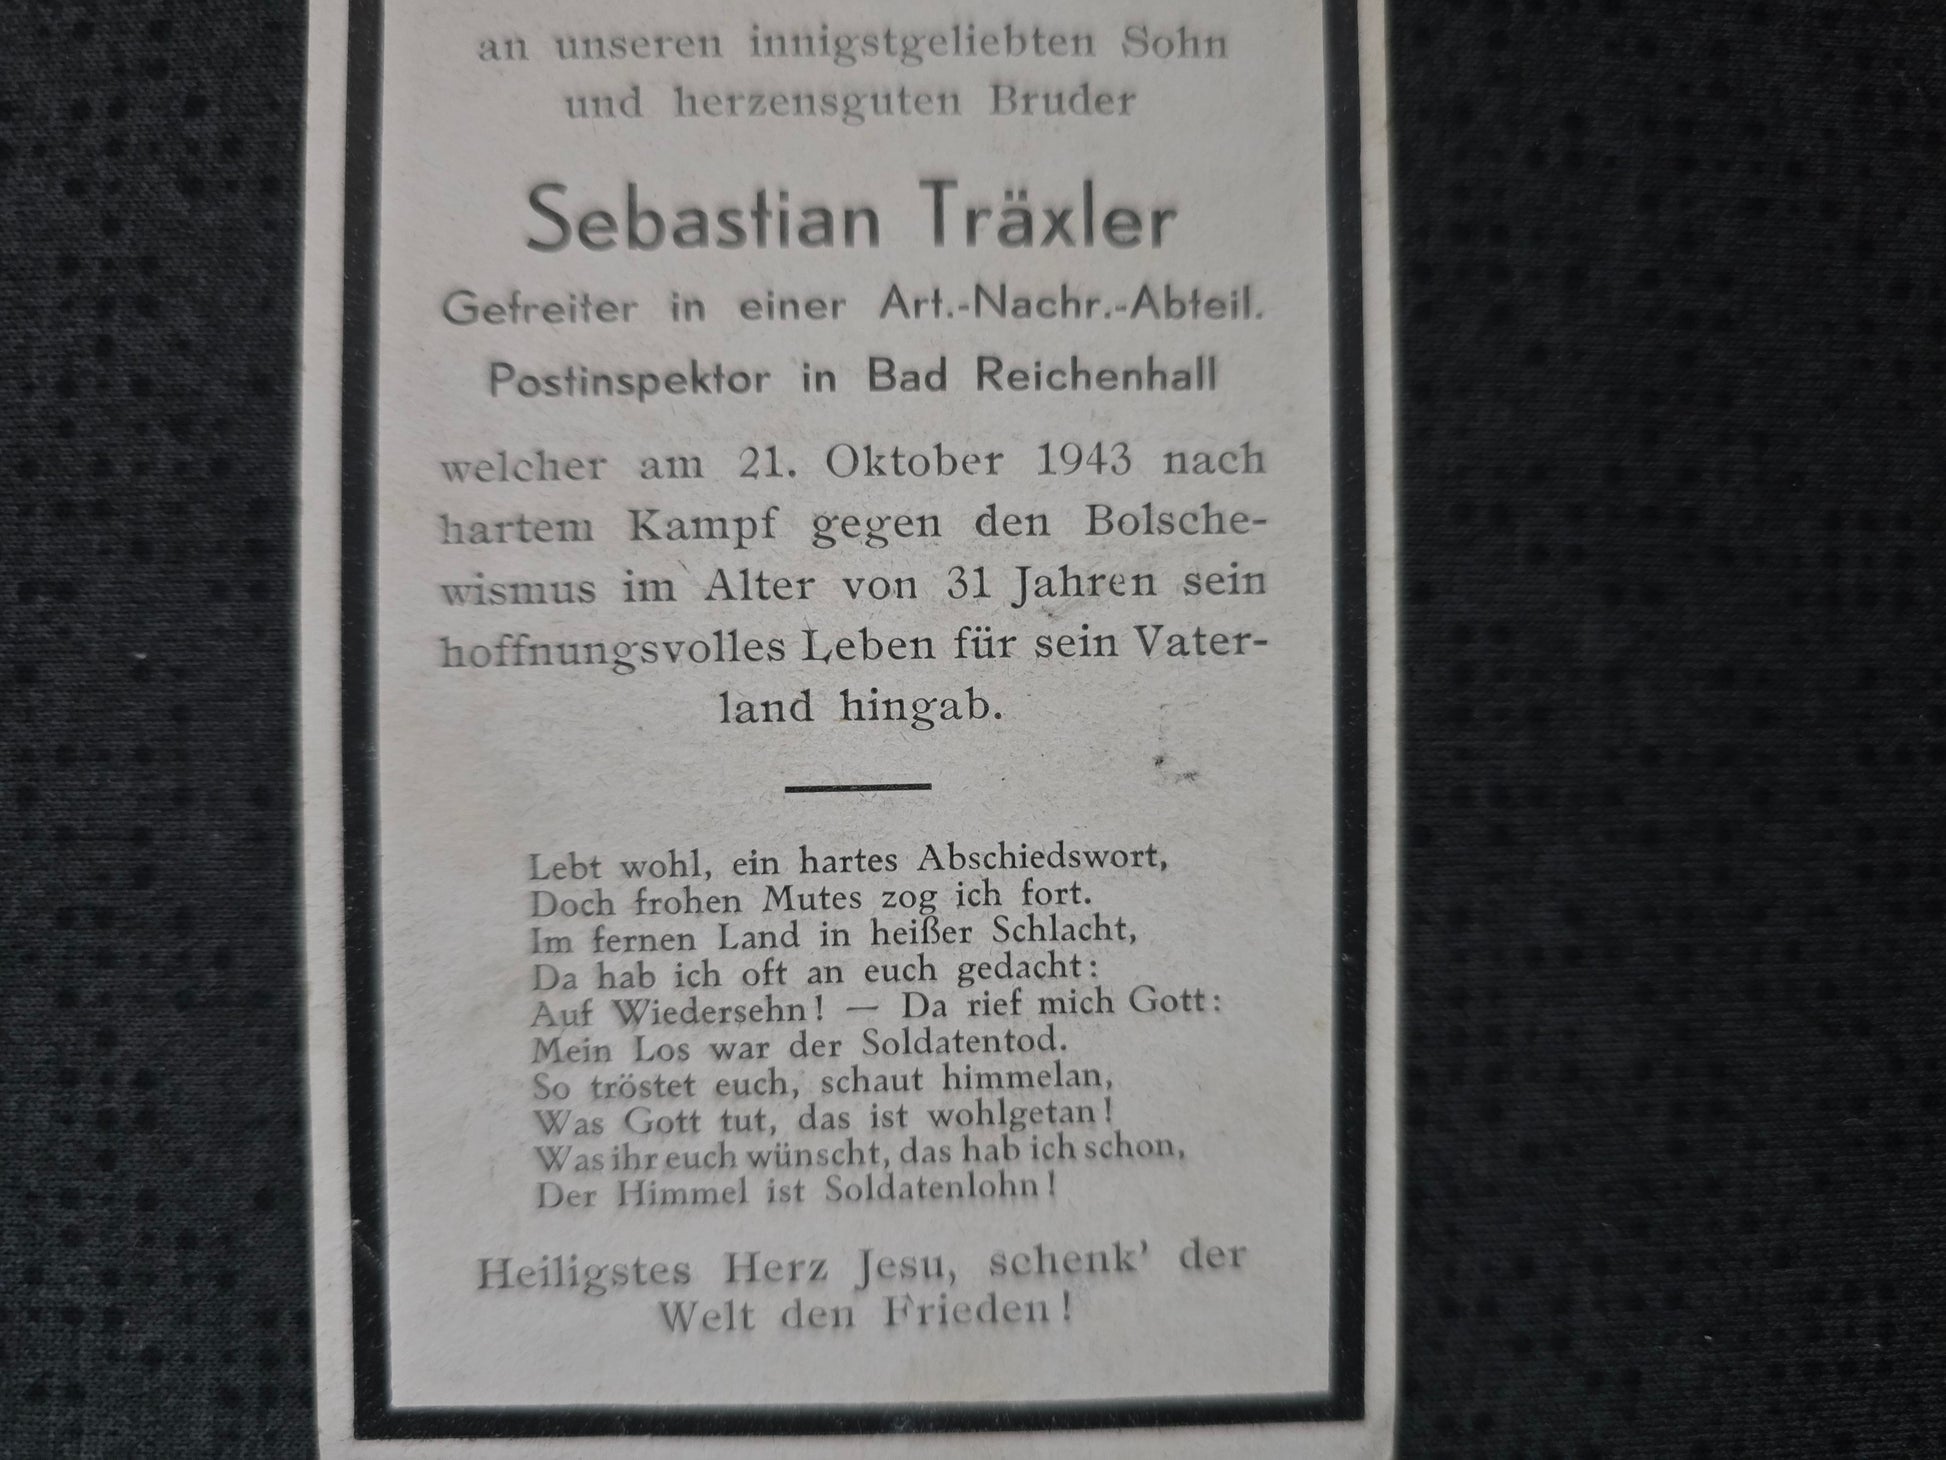 an unseren innigstgeliebten Sohn
und herzensguten Bruder
Sebastian Träxler
Gefreiter in einer Art.-Nachr.-Abteil.
Postinspektor in Bad Reichenhall
welcher am 21. Oktober 1943 nach
hartem Kampf gegen den Bolsche-
wismus im Alter von 31 Jahren sein
hoffnungsvolles Leben für sein Vater-
land hingab.
Lebt wohl, ein hartes Abschiedswort,
Doch frohen Mutes zog ich fort.
Im fernen Land in heißer Schlacht,
Da hab ich oft an euch gedacht:
Auf Wiedersehn! — Da rief mich Gott:
Mein Los war der Soldatentod.
So tröstet euch, schaut himmelan,
Was Gott tut, das ist wohlgetan!
Was ihr euch wünscht, das hab ich schon,
Der Himmel ist Soldatenlohn!
Heiligstes Herz Jesu, schenk' der
Welt den Frieden!